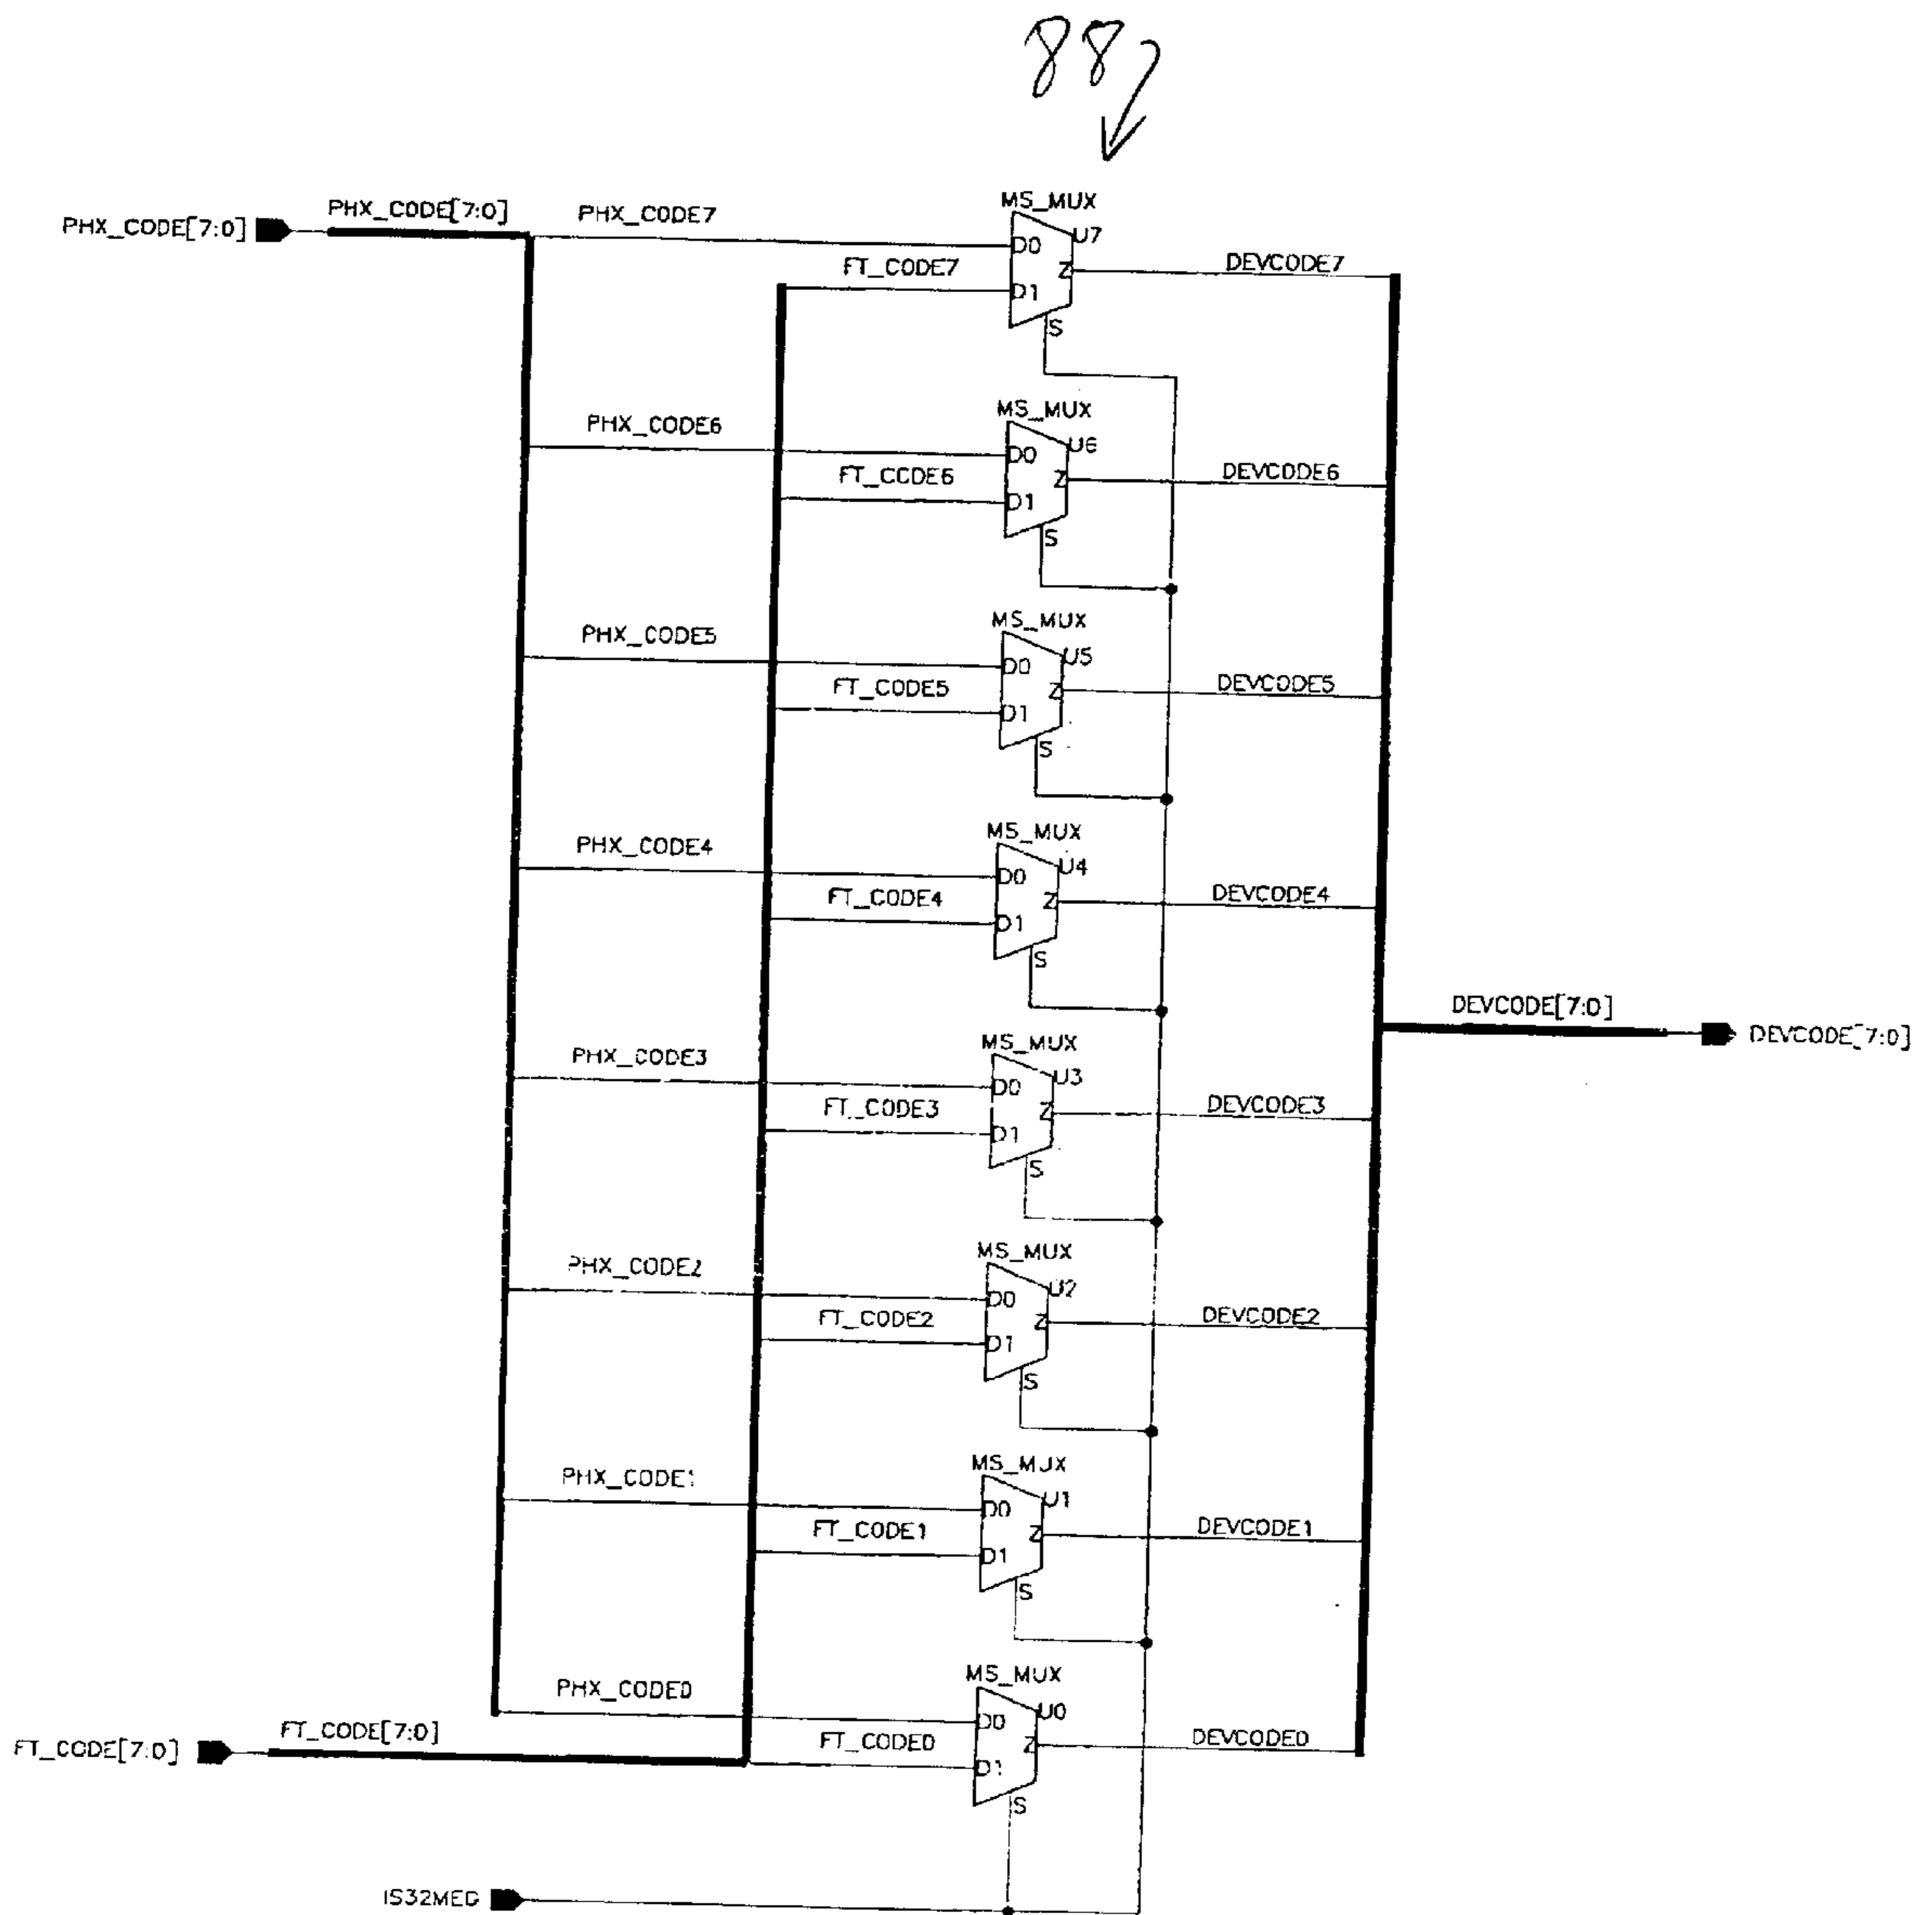 88
PHX_CODE[7:0] PHX_CODE[7:0] PHX_CODE7 MS_MUX
D0 U7
FT_CODE7 Z DEVCODE7
D1
S
PHX_CODE6 MS_MUX
D0 U6
FT_CODE6 Z DEVCODE6
D1
S
PHX_CODE5 MS_MUX
D0 U5
FT_CODE5 Z DEVCODE5
D1
S
PHX_CODE4 MS_MUX
D0 U4
FT_CODE4 Z DEVCODE4
D1
S
DEVCODE[7:0] DEVCODE[7:0]
PHX_CODE3 MS_MUX
D0 U3
FT_CODE3 Z DEVCODE3
D1
S
PHX_CODE2 MS_MUX
D0 U2
FT_CODE2 Z DEVCODE2
D1
S
PHX_CODE1 MS_MUX
D0 U1
FT_CODE1 Z DEVCODE1
D1
S
PHX_CODE0 MS_MUX
D0 U0
FT_CODE[7:0] FT_CODE[7:0] FT_CODE0 Z DEVCODE0
D1
S
IS32MEG